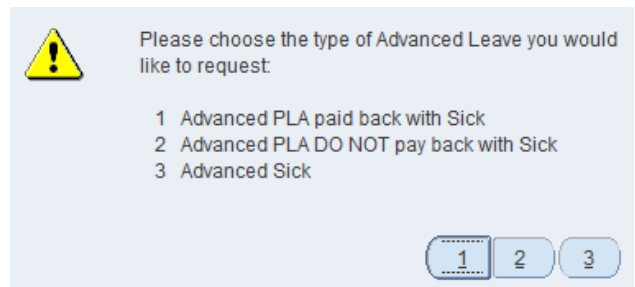 Please choose the type of Advanced Leave you would
like to request:
1 Advanced PLA paid back with Sick
2 Advanced PLA DO NOT pay back with Sick
3 Advanced Sick
1 2 3